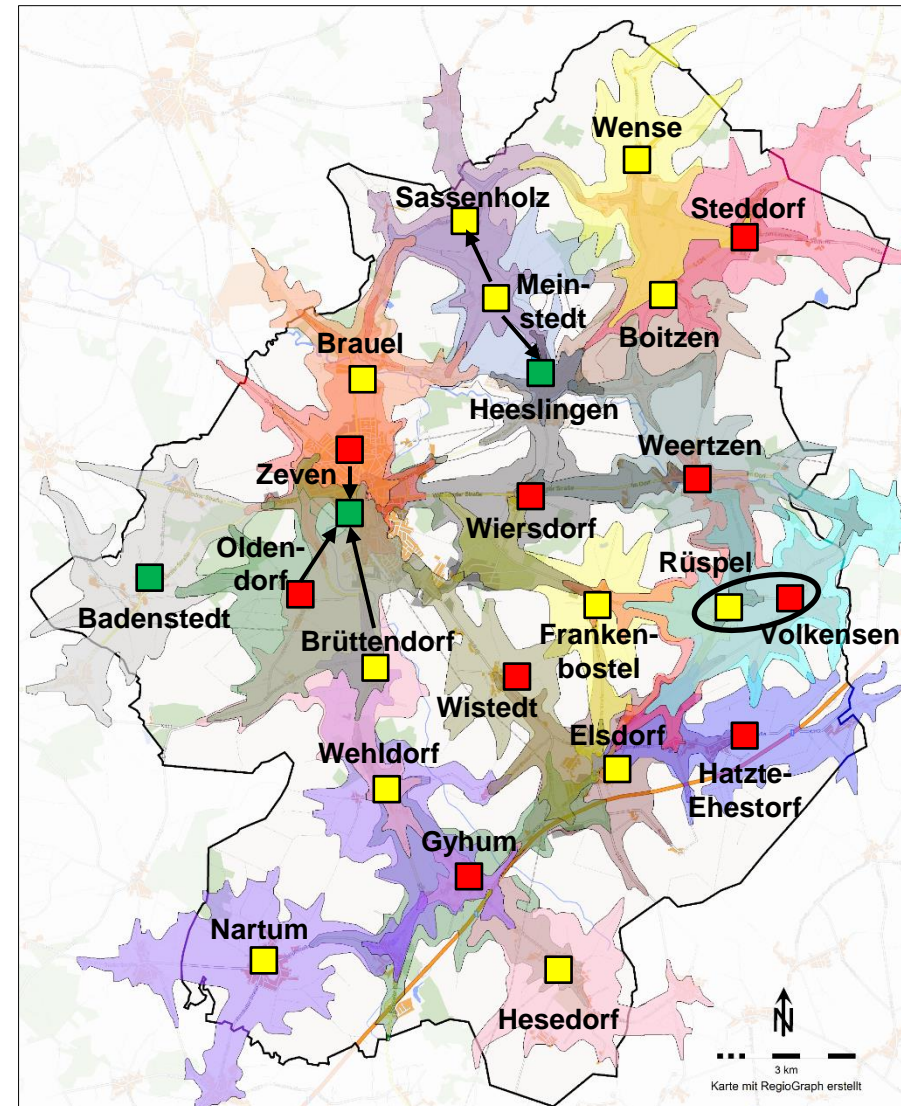 Wense
Sassenholz
Steddorf
Mein-
stedt
Boitzen
Brauel
Heeslingen
Weertzen
Zeven
Wiersdorf
Olden-
dorf
Rüspel
Badenstedt
Franken-
bostel
Volkensen
Brüttendorf
Wistedt
Elsdorf
Wehldorf
Hatzte-
Ehestorf
Gyhum
Nartum
Hesedorf
N
3 km
Karte mit RegioGraph erstellt